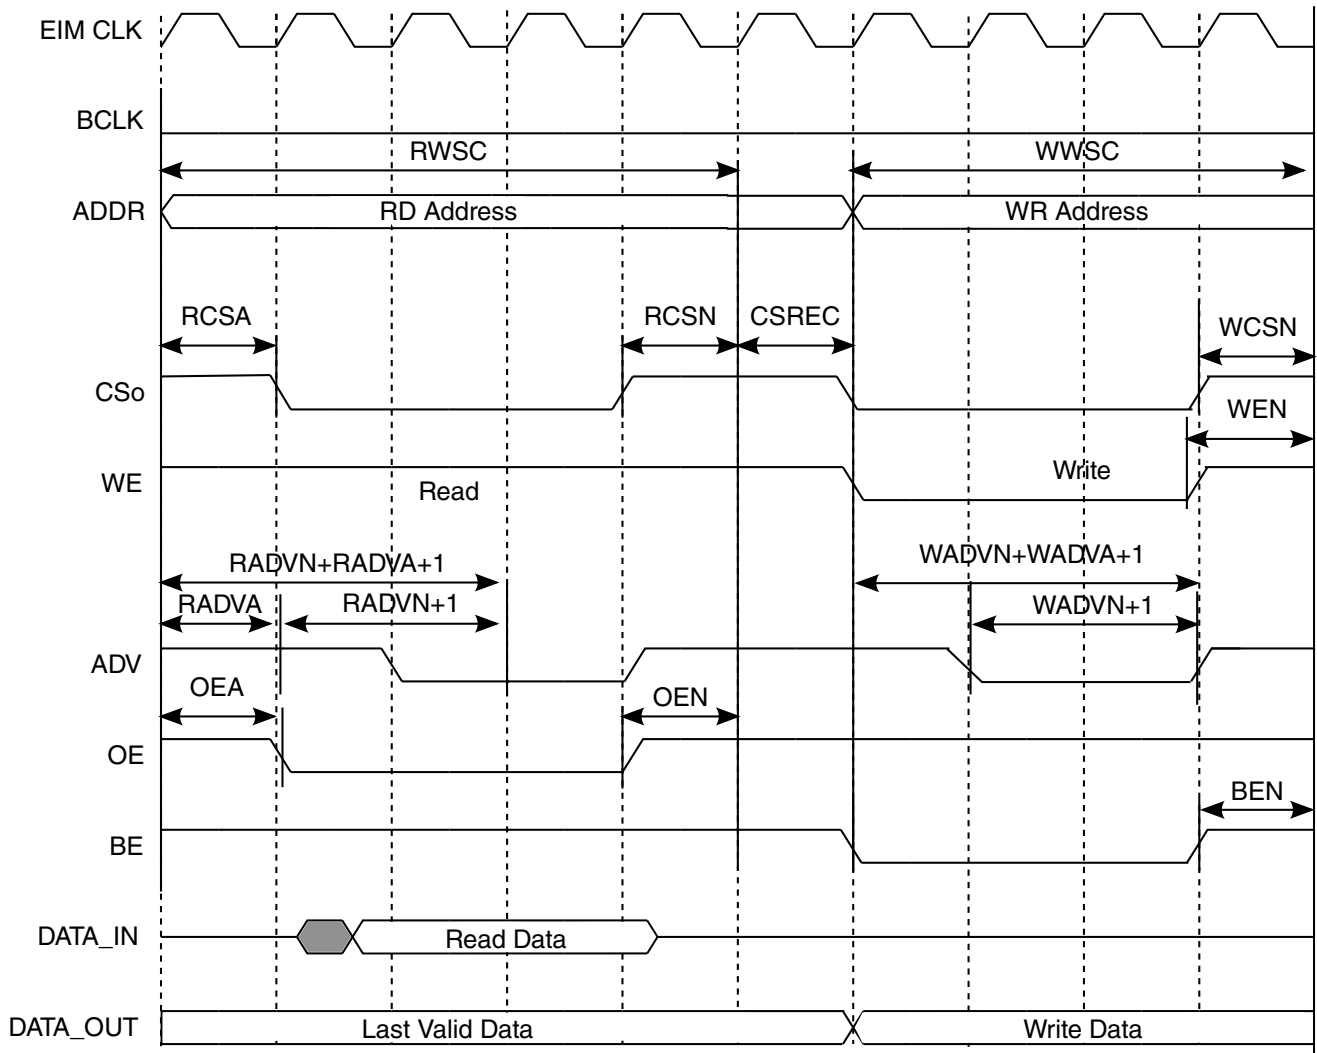 EIM CLK
BCLK
RWSC WWSC
ADDR RD Address WR Address
RCSA RCSN CSREC WCSN
CSo
WEN
WE Read Write
RADVN+RADVA+1 WADVN+WADVA+1
RADVA RADVN+1 WADVN+1
ADV
OEA OEN
OE
BEN
BE
DATA_IN Read Data
DATA_OUT Last Valid Data Write Data